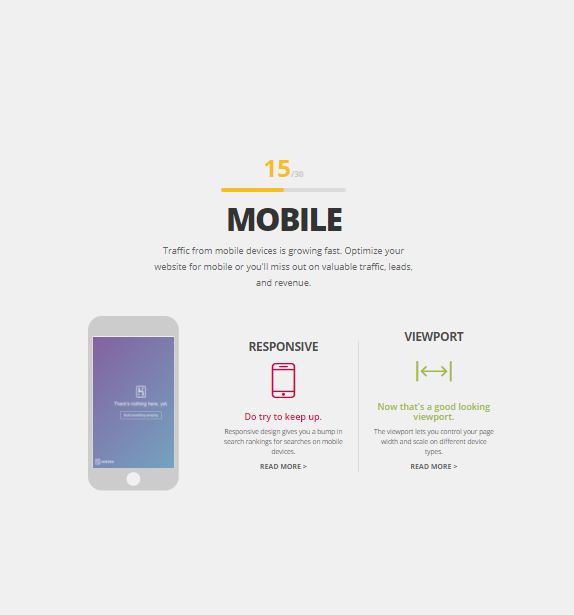 15/30
MOBILE
Traffic from mobile devices is growing fast. Optimize your
website for mobile or you'll miss out on valuable traffic, leads,
and revenue.
There's nothing here, yet.
RESPONSIVE
Do try to keep up.
Responsive design gives you a bump in
search rankings for searches on mobile
devices.
READ MORE >
VIEWPORT
Now that's a good looking
viewport.
The viewport lets you control your page
width and scale on different device
types.
READ MORE >